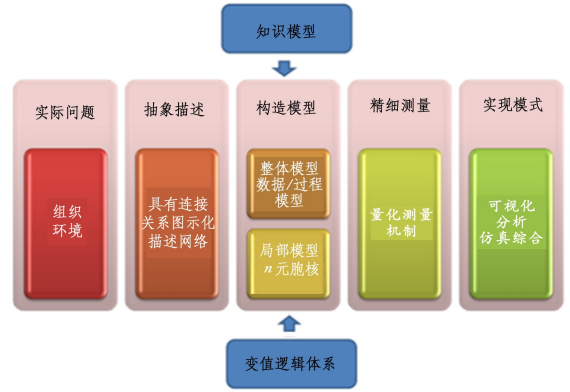 知识模型
实际问题
组织
环境
抽象描述
具有连接
关系图示化
描述网络
构造模型
整体模型
数据/过程
模型
局部模型
n元胞核
精细测量
量化测量
机制
实现模式
可视化
分析
仿真综合
变值逻辑体系